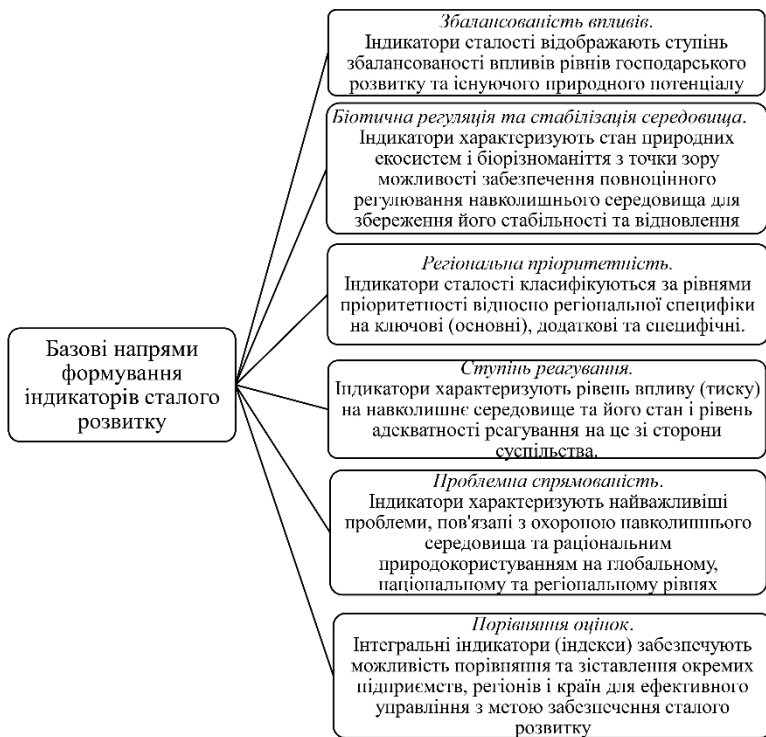 Базові напрями
формування
індикаторів сталого
розвитку
Збалансованість впливів.
Індикатори сталості відображають ступінь
збалансованості впливів рівнів господарського
розвитку та існуючого природного потенціалу
Біотична регуляція та стабілізація середовища.
Індикатори характеризують стан природних
екосистем і біорізноманіття з точки зору
можливості забезпечення повноцінного
регулювання навколишнього середовища для
збереження його стабільності та відновлення
Регіональна пріоритетність.
Індикатори сталості класифікуються за рівнями
пріоритетності відносно регіональної специфіки
на ключові (основні), додаткові та специфічні.
Ступінь реагування.
Індикатори характеризують рівень впливу (тиску)
на навколишнє середовище та його стан і рівень
адекватності реагування на це зі сторони
суспільства.
Проблемна спрямованість.
Індикатори характеризують найважливіші
проблеми, пов'язані з охороною навколишнього
середовища та раціональним
природокористуванням на глобальному,
національному та регіональному рівнях
Порівняння оцінок.
Інтегральні індикатори (індекси) забезпечують
можливість порівняння та зіставлення окремих
підприємств, регіонів і країн для ефективного
управління з метою забезпечення сталого
розвитку